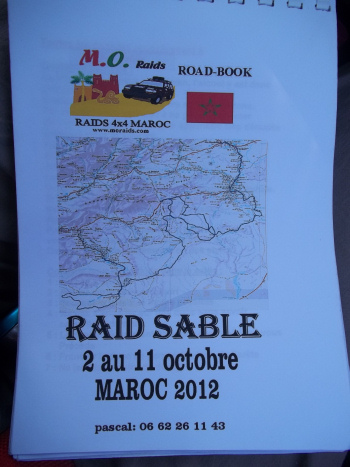 M.O. Raids
ROAD-BOOK
RAIDS 4x4 MAROC
www.moraids.com
RAID SABLE
2 au 11 octobre
MAROC 2012
pascal: 06 62 26 11 43